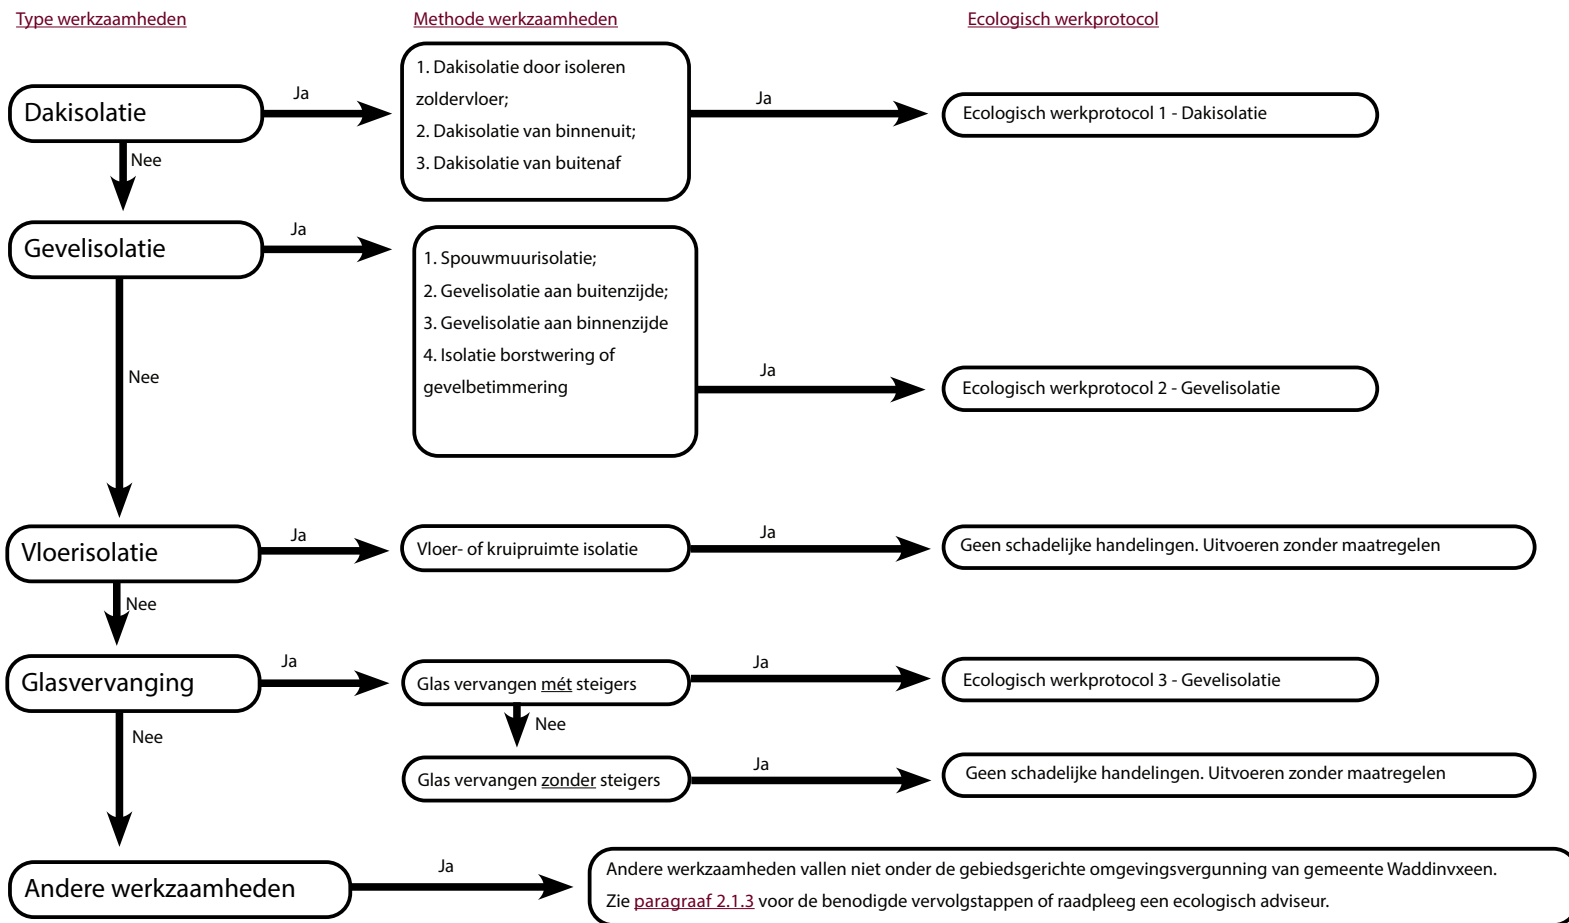 Type werkzaamheden
Methode werkzaamheden
Ecologisch werkprotocol
Dakisolatie
Ja
1. Dakisolatie door isoleren
zoldervloer;
2. Dakisolatie van binnenuit;
3. Dakisolatie van buitenaf
Ja
Ecologisch werkprotocol 1 - Dakisolatie
Nee
Gevelisolatie
Ja
1. Spouwmuurisolatie;
2. Gevelisolatie aan buitenzijde;
3. Gevelisolatie aan binnenzijde
4. Isolatie borstwering of
gevelbetimmering
Ja
Ecologisch werkprotocol 2 - Gevelisolatie
Nee
Vloerisolatie
Ja
Vloer- of kruipruimte isolatie
Ja
Geen schadelijke handelingen. Uitvoeren zonder maatregelen
Nee
Glasvervanging
Ja
Glas vervangen mét steigers
Ja
Ecologisch werkprotocol 3 - Gevelisolatie
Nee
Glas vervangen zonder steigers
Ja
Geen schadelijke handelingen. Uitvoeren zonder maatregelen
Nee
Andere werkzaamheden
Ja
Andere werkzaamheden vallen niet onder de gebiedsgerichte omgevingsvergunning van gemeente Waddinvxeen.
Zie paragraaf 2.1.3 voor de benodigde vervolgstappen of raadpleeg een ecologisch adviseur.